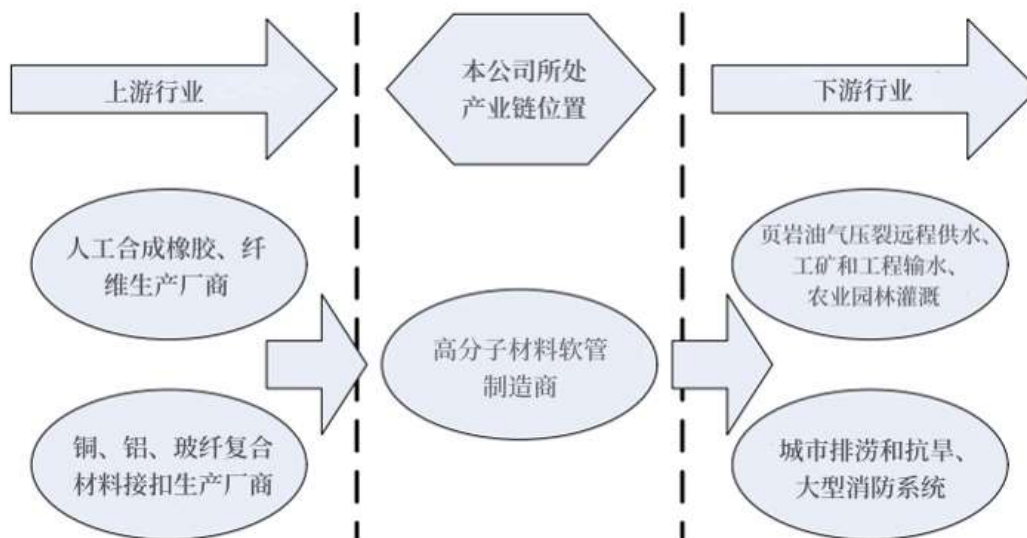 上游行业
本公司所处
产业链位置
下游行业
人工合成橡胶、纤
维生产厂商
页岩油气压裂远程供水、
工矿和工程输水、
农业园林灌溉
高分子材料软管
制造商
铜、铝、玻纤复合
材料接扣生产厂商
城市排涝和抗旱、
大型消防系统